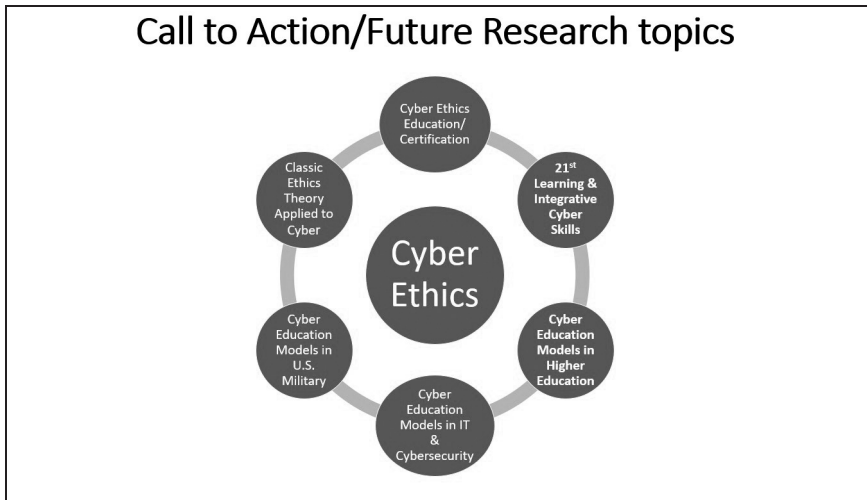 Call to Action/Future Research topics
Cyber Ethics
Education/
Certification
21st
Learning &
Integrative
Cyber
Skills
Cyber
Education
Models in
Higher
Education
Cyber
Education
Models in IT
&
Cybersecurity
Cyber
Education
Models in
U.S.
Military
Classic
Ethics
Theory
Applied to
Cyber
Cyber
Ethics